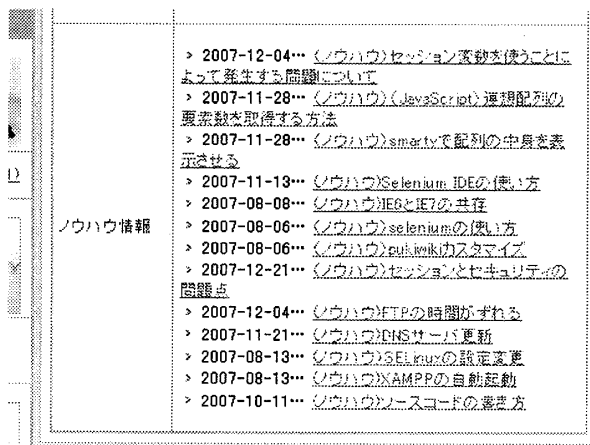 > 2007-12-04… (ノウハウ)セッション変数を使うことに
よって発生する問題について
> 2007-11-28… (ノウハウ)(JavaScript)連想配列の
要素数を取得する方法
> 2007-11-28… (ノウハウ)smartyで配列の中身を表
示させる
> 2007-11-13… (ノウハウ)Selenium IDEの使い方
> 2007-08-08… (ノウハウ)IE6とIE7の共存
ノウハウ情報
> 2007-08-06… (ノウハウ)seleniumの使い方
> 2007-08-06… (ノウハウ)pukiwikiカスタマイズ
> 2007-12-21… (ノウハウ)セッションとセキュリティの
問題点
> 2007-12-04… (ノウハウ)FTPの時間がずれる
> 2007-11-21… (ノウハウ)DNSサーバ更新
> 2007-08-13… (ノウハウ)SELinuxの設定変更
> 2007-08-13… (ノウハウ)XAMPPの自動起動
> 2007-10-11… (ノウハウ)ソースコードの書き方